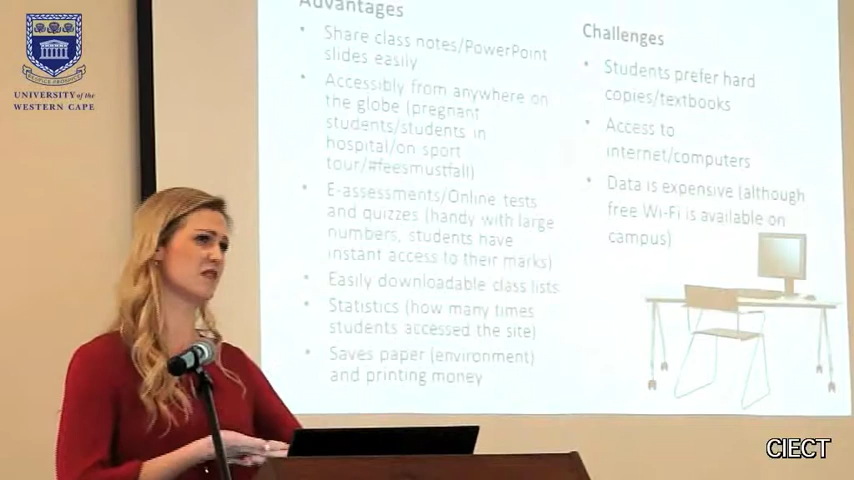 UNIVERSITY of the
WESTERN CAPE
Advantages
• Share class notes/PowerPoint
slides easily
• Accessibly from anywhere on
the globe (pregnant
students/students in
hospital/on sport
tour/#feesmustfall)
• E-assessments/Online tests
and quizzes (handy with large
numbers, students have
instant access to their marks)
• Easily downloadable class lists
• Statistics (how many times
students accessed the site)
• Saves paper (environment)
and printing money
Challenges
• Students prefer hard
copies/textbooks
• Access to
internet/computers
• Data is expensive (although
free Wi-Fi is available on
campus)
CIECT